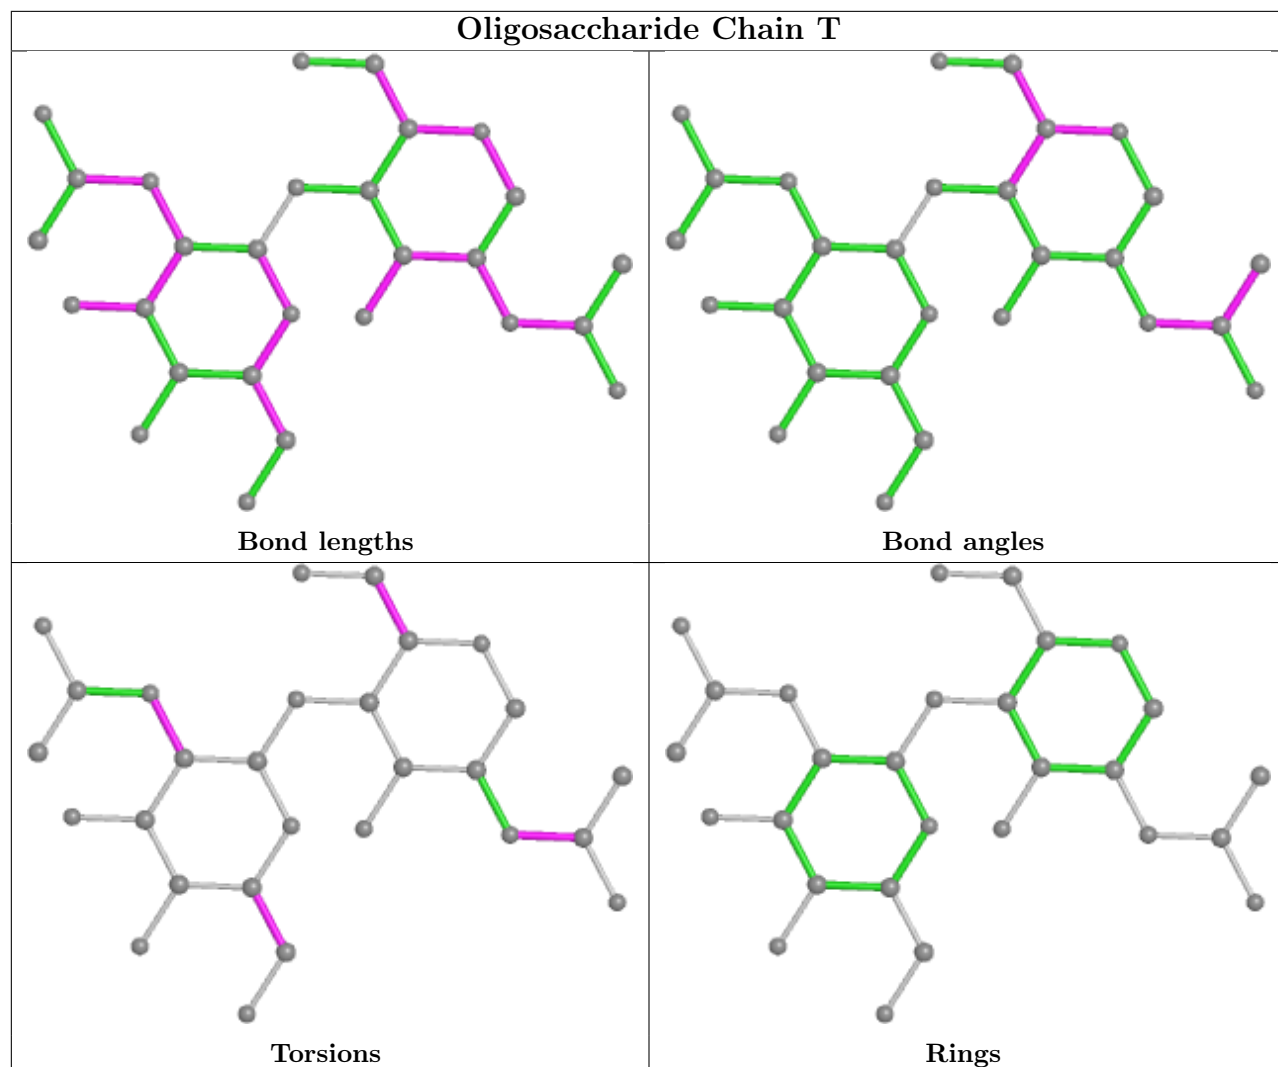 Oligosaccharide Chain T
Bond lengths
Bond angles
Torsions
Rings